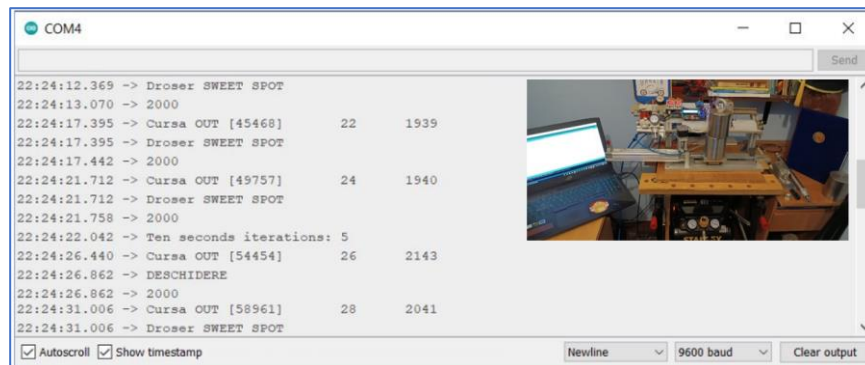 COM4
Send
22:24:12.369 -> Droser SWEET SPOT
22:24:13.070 -> 2000
22:24:17.395 -> Cursa OUT [45468] 22 1939
22:24:17.395 -> Droser SWEET SPOT
22:24:17.442 -> 2000
22:24:21.712 -> Cursa OUT [49757] 24 1940
22:24:21.712 -> Droser SWEET SPOT
22:24:21.758 -> 2000
22:24:22.042 -> Ten seconds iterations: 5
22:24:26.440 -> Cursa OUT [54454] 26 2143
22:24:26.862 -> DESCHIDERE
22:24:26.862 -> 2000
22:24:31.006 -> Cursa OUT [58961] 28 2041
22:24:31.006 -> Droser SWEET SPOT
STANLEY
Autoscroll Show timestamp Newline 9600 baud Clear output